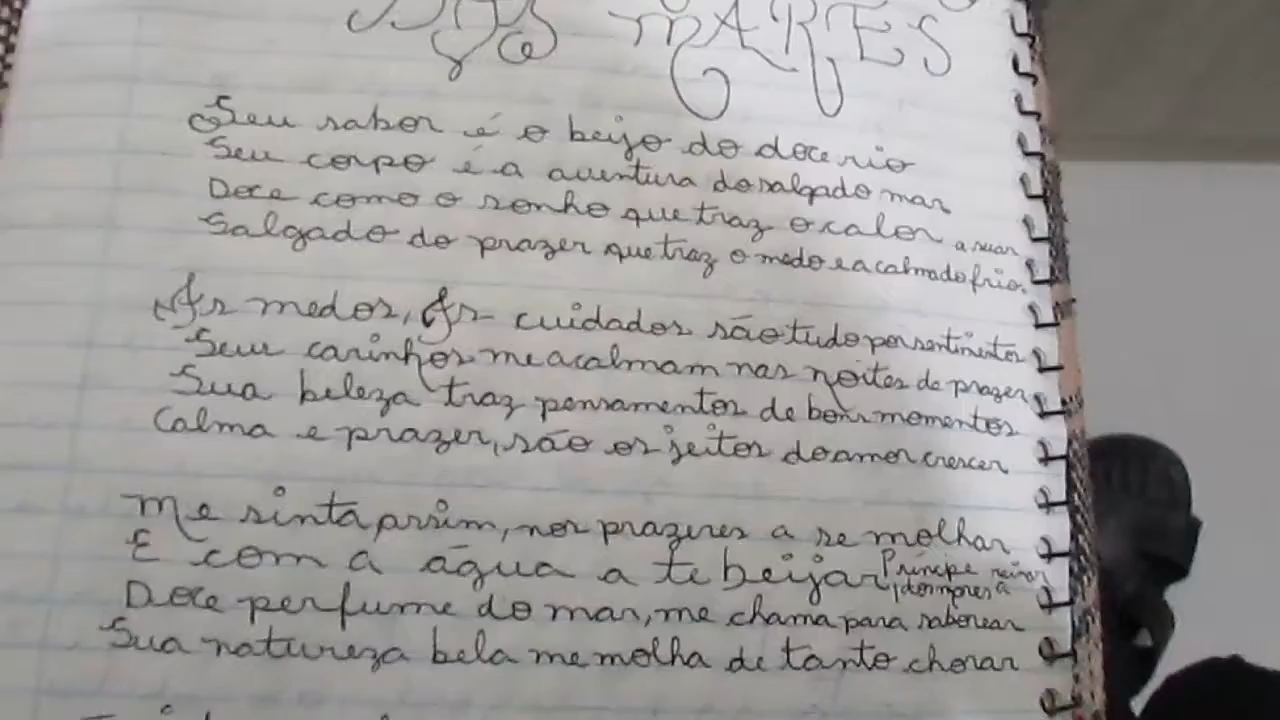 DOS MARES
Seu sabor é o beijo do doce rio
Seu corpo é a aventura do salgado mar
Doce como o sonho que traz o calor a suar
Salgado do prazer que traz o medo e a calma do frio.
Os medos, Os cuidados são tudo por sentimentos
Seus carinhos me acalmam nas noites de prazer
Sua beleza traz pensamentos de bons momentos
Calma e prazer, são os jeitos do amor crescer
Me sinta assim, nos prazeres a se molhar
E com a água a te beijar Príncipe
Doce perfume do mar, me chama para saborear
Sua natureza bela me molha de tanto chorar